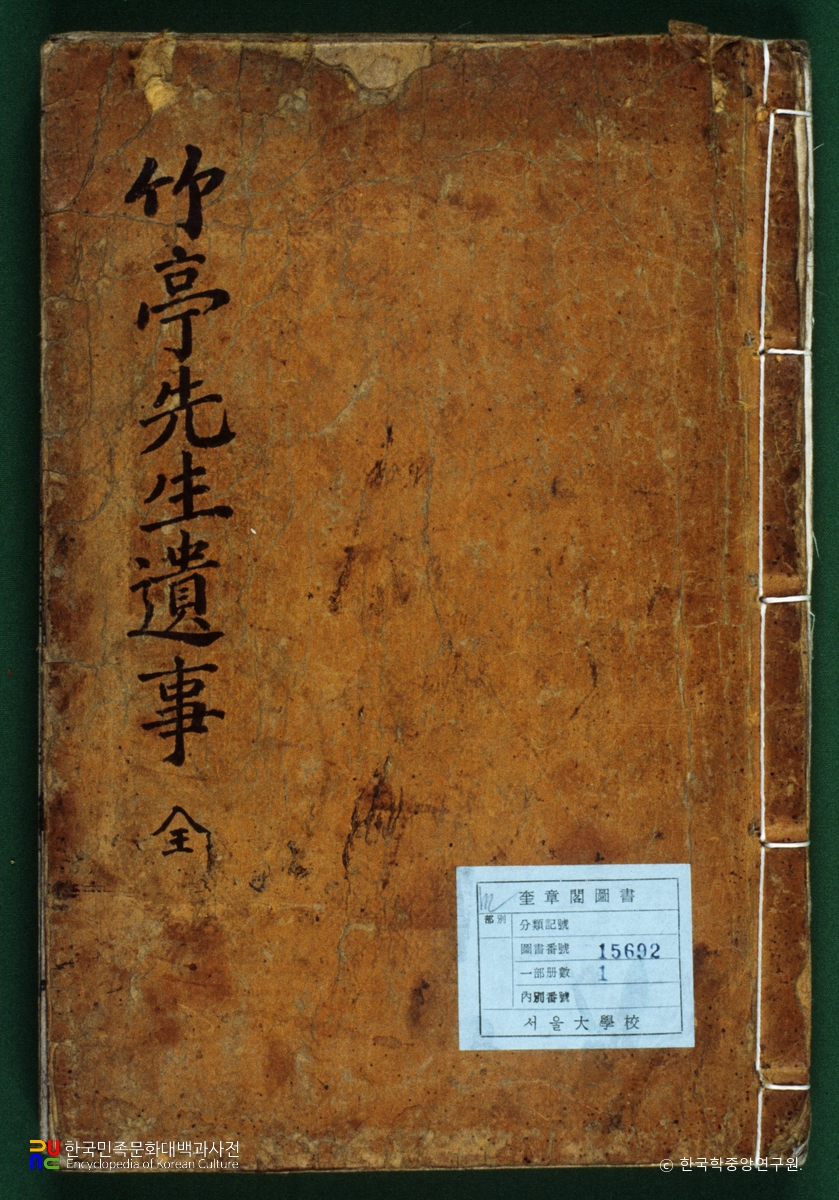 竹亭先生遺事 全
奎章閣圖書
部別
分類記號
圖書番號 15692
一部册數 1
內別番號
서울大學校
한국민족문화대백과사전
Encyclopedia of Korean Culture
© 한국학중앙연구원.